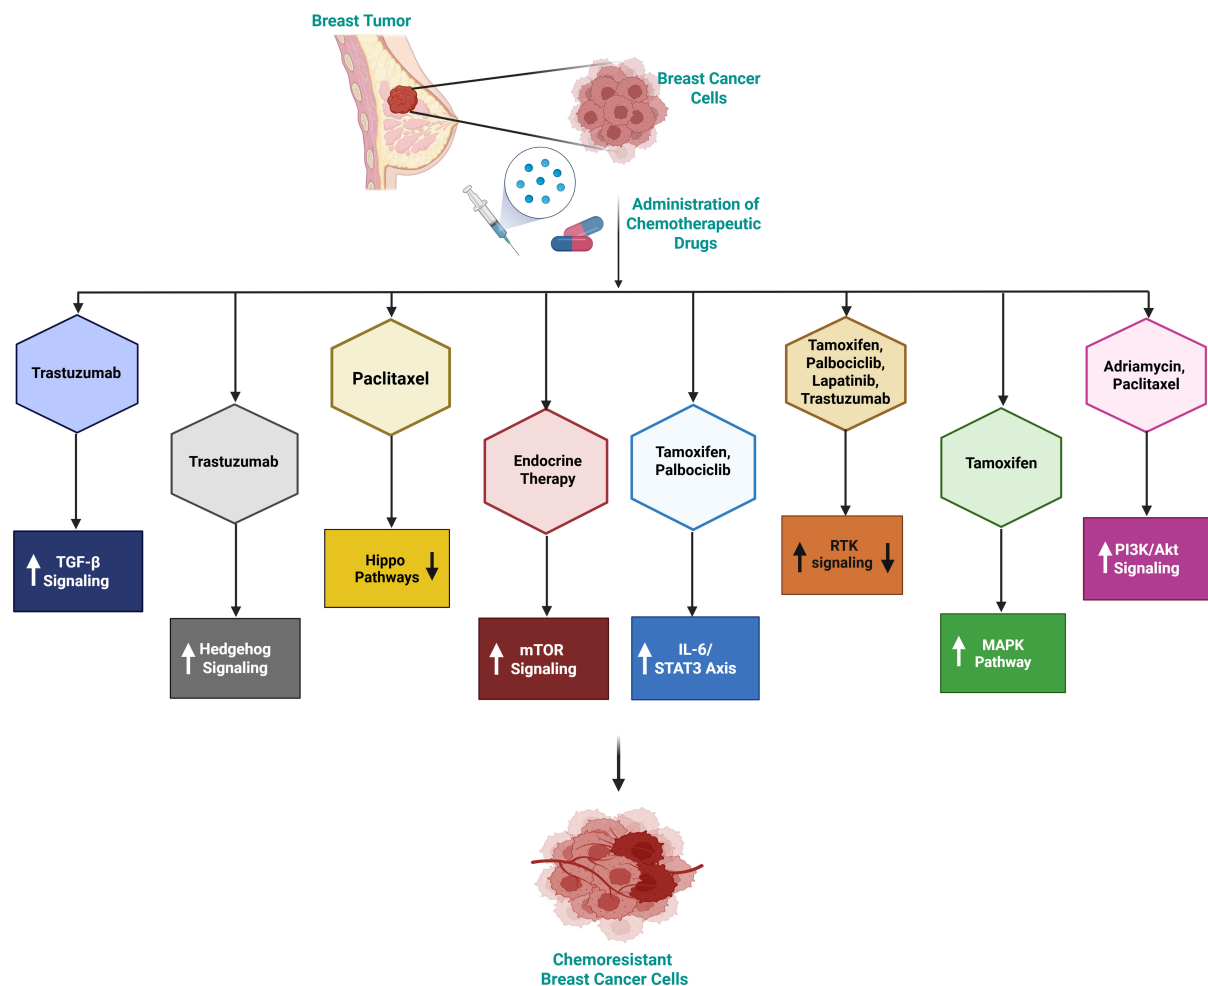 Breast Tumor
Breast Cancer
Cells
Administration of
Chemotherapeutic
Drugs
Trastuzumab
Trastuzumab
Paclitaxel
Endocrine
Therapy
Tamoxifen,
Palbociclib
Tamoxifen,
Palbociclib,
Lapatinib,
Trastuzumab
Tamoxifen
Adriamycin,
Paclitaxel
TGF-β
Signaling
Hedgehog
Signaling
Hippo
Pathways
mTOR
Signaling
IL-6/
STAT3 Axis
RTK
signaling
MAPK
Pathway
PI3K/Akt
Signaling
Chemoresistant
Breast Cancer Cells